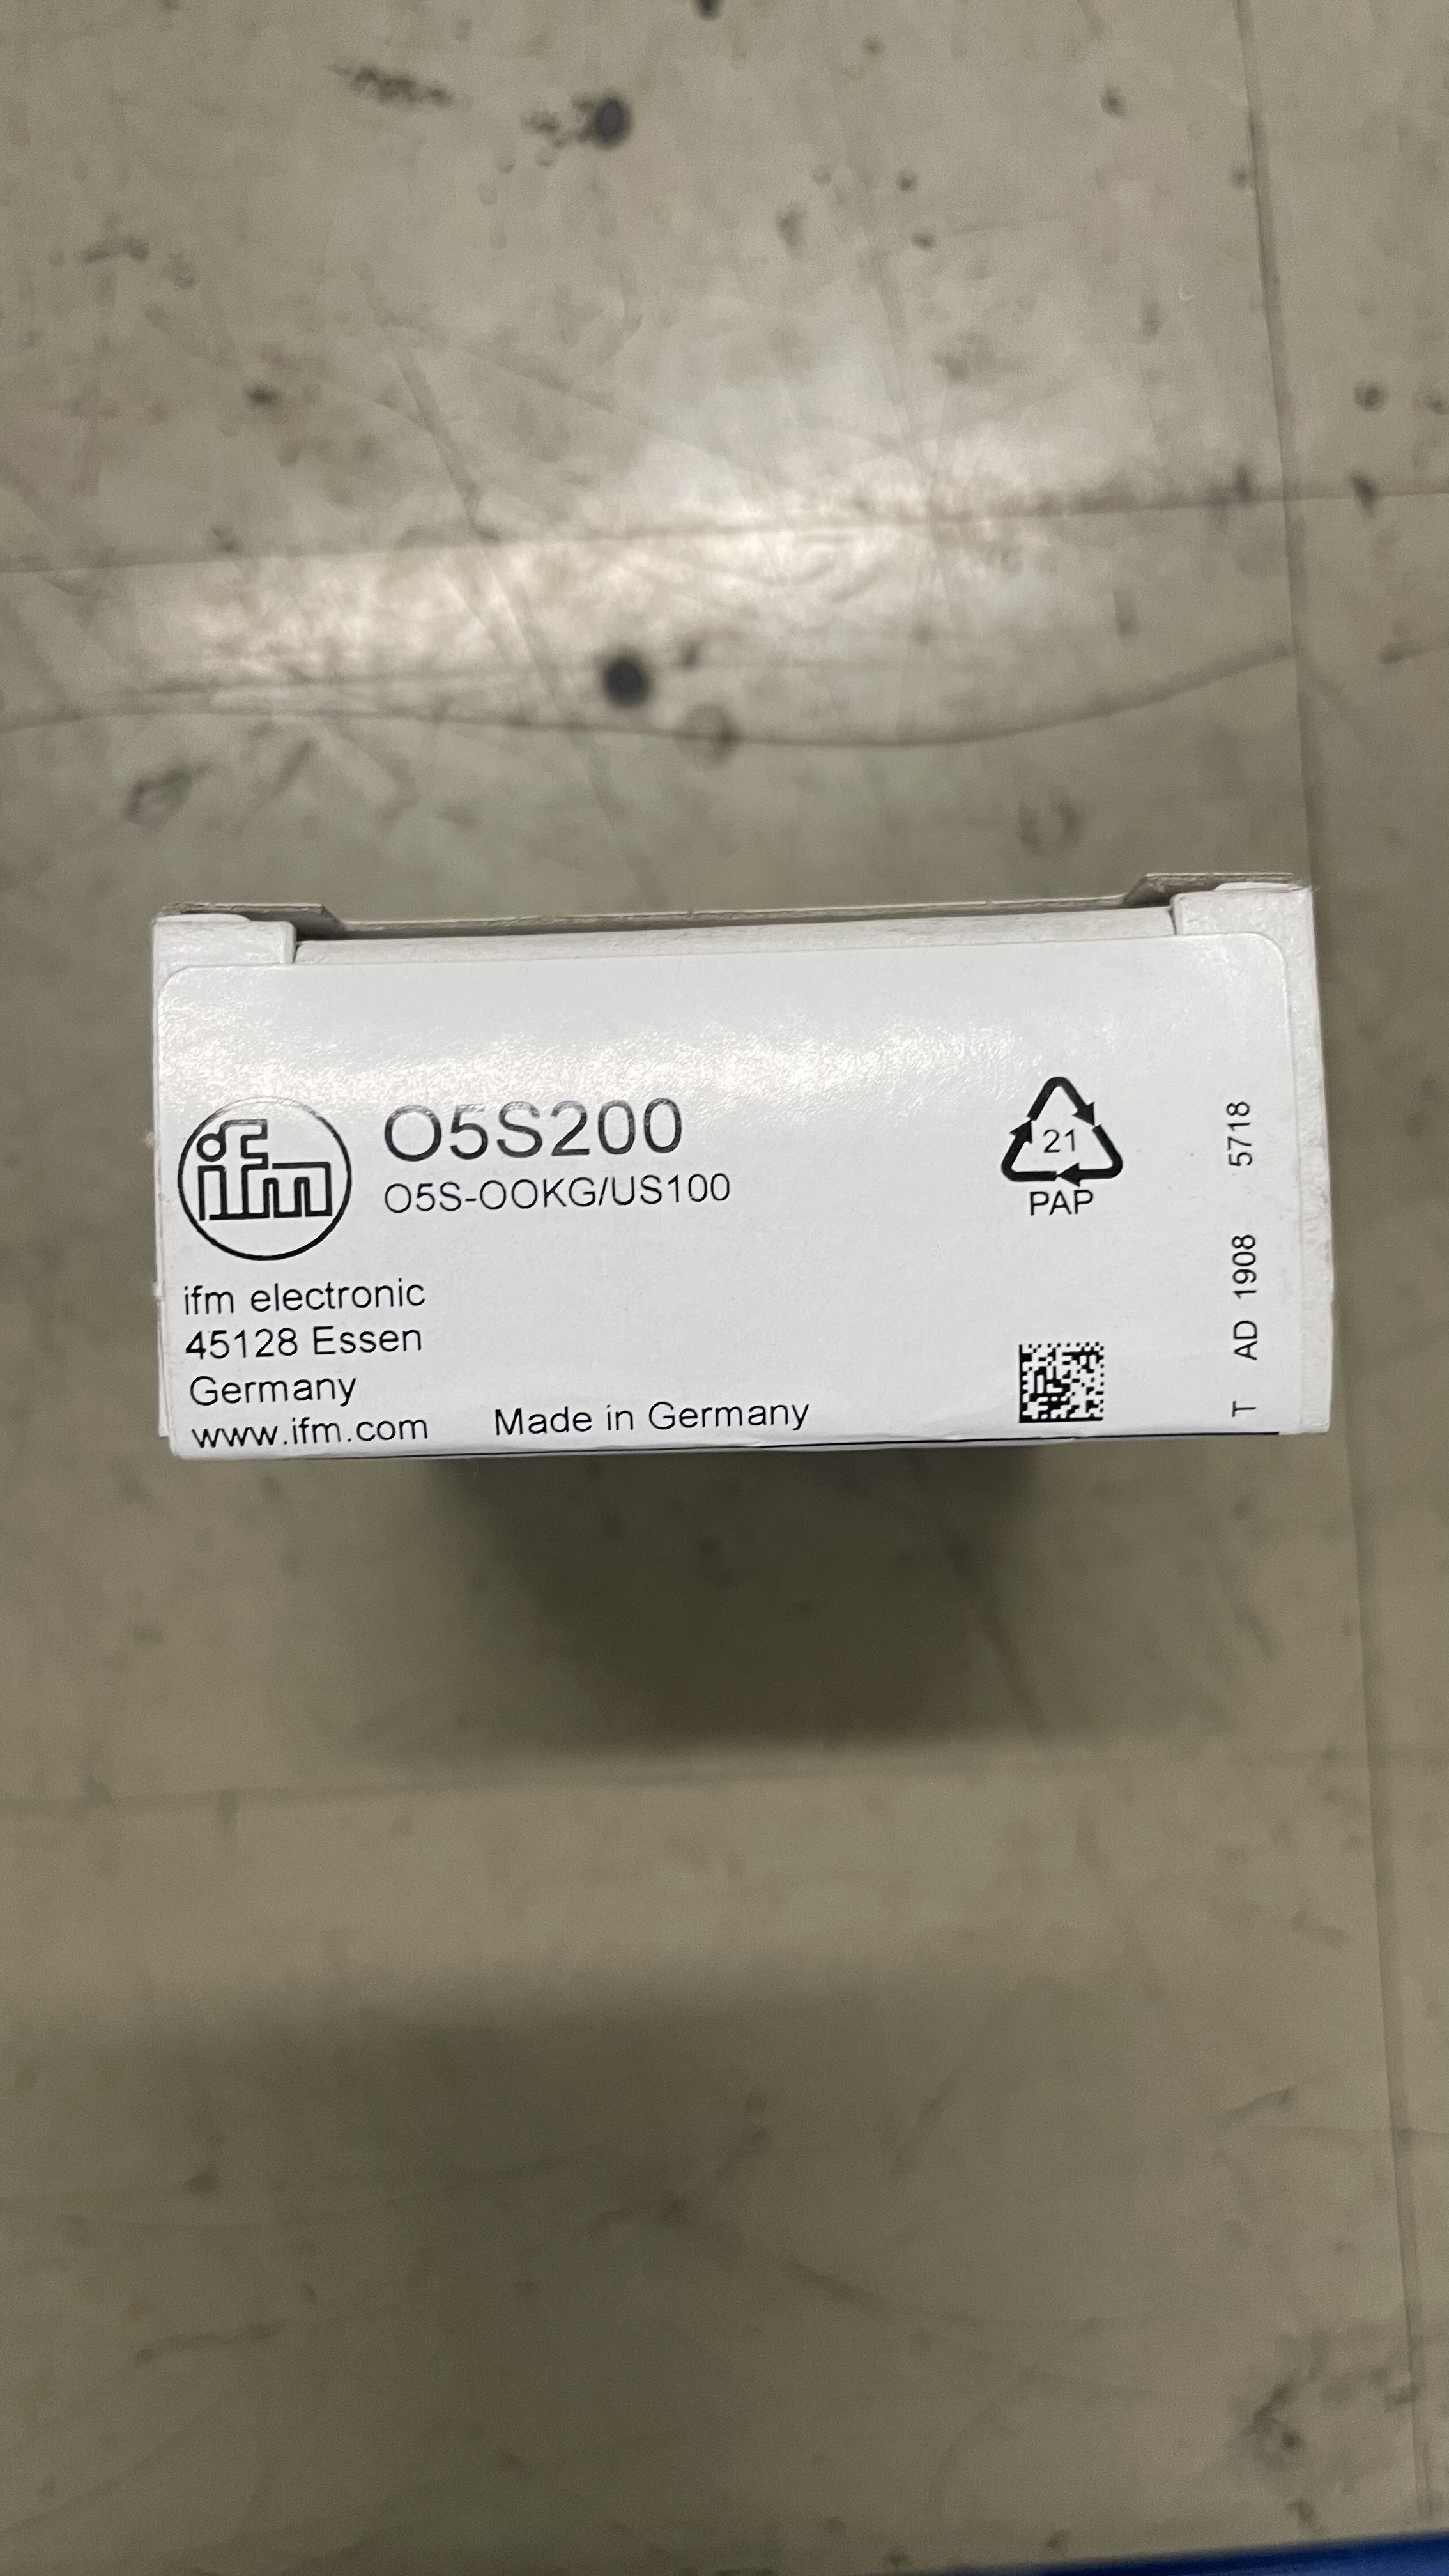 ifm
O5S200
O5S-OOKG/US100
ifm electronic
45128 Essen
Germany
www.ifm.com
Made in Germany
21
PAP
T AD 1908 5718